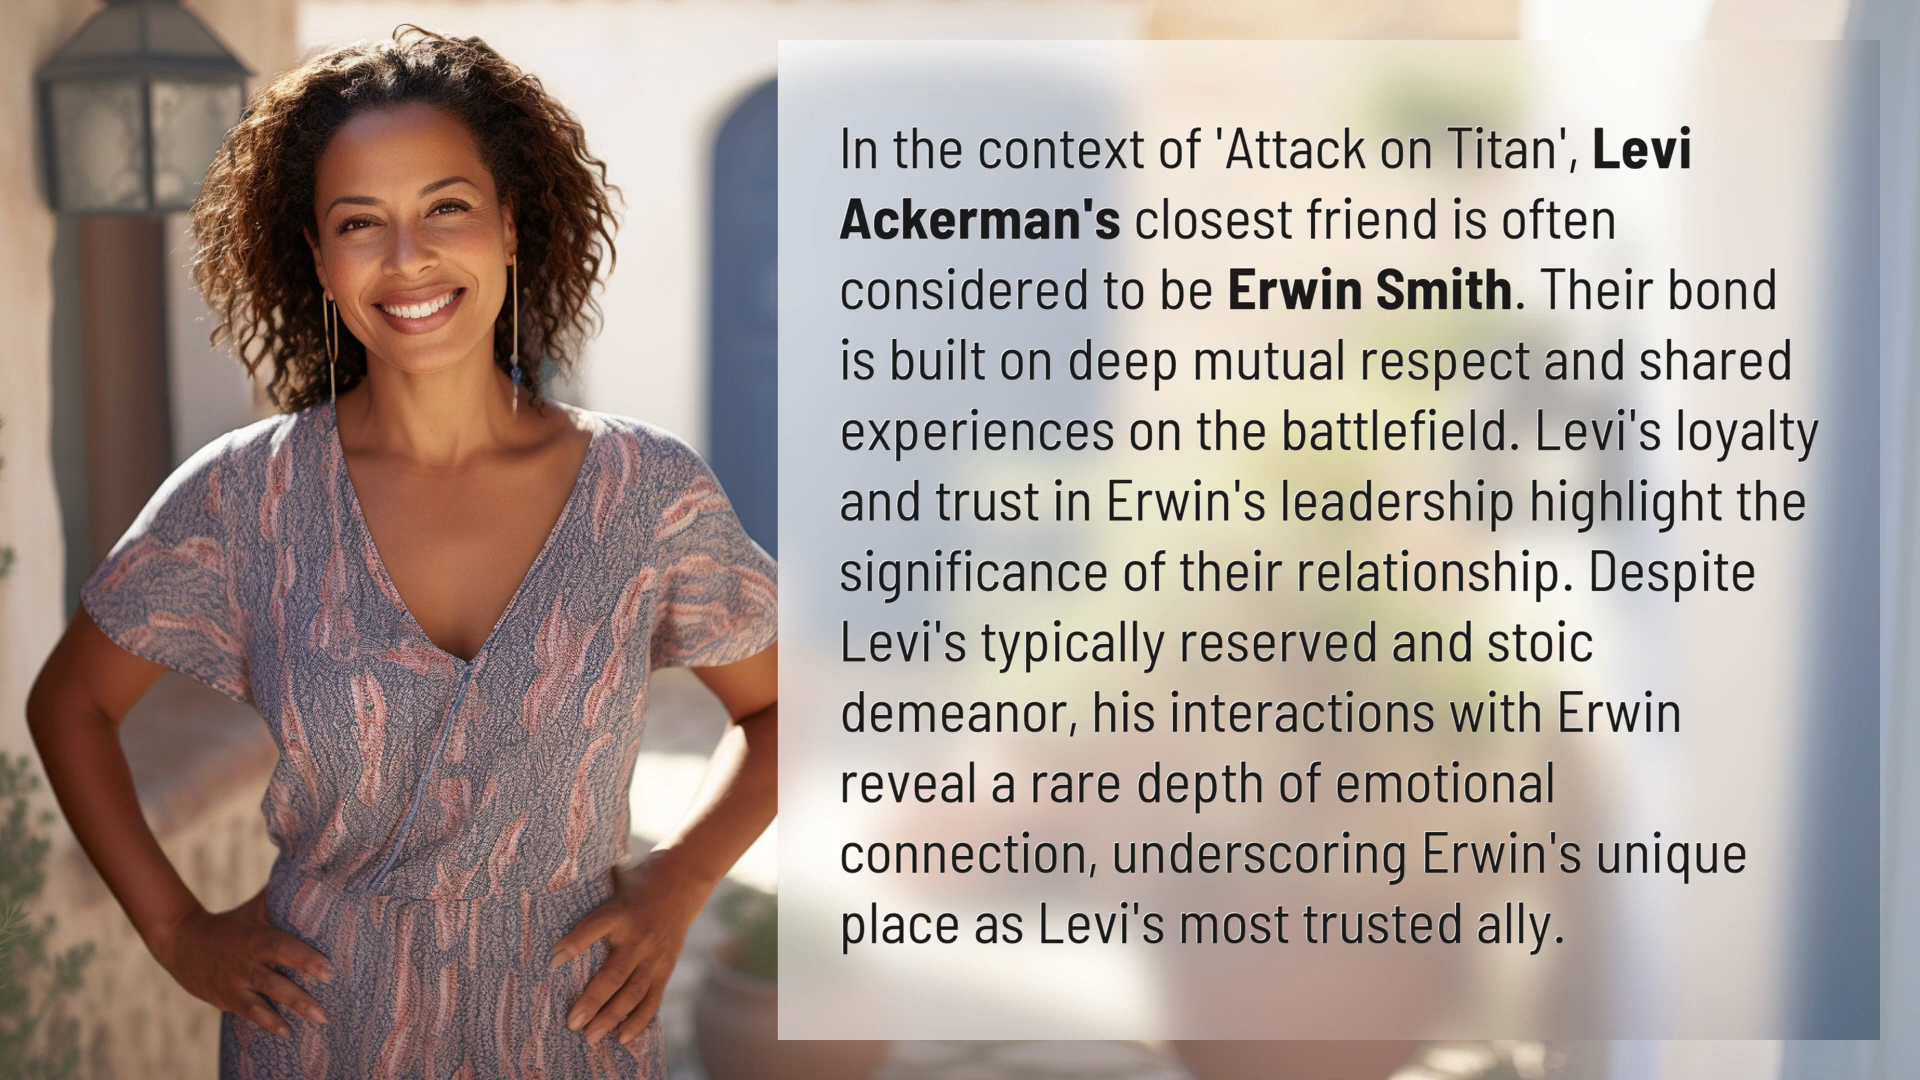 In the context of 'Attack on Titan', Levi
Ackerman's closest friend is often
considered to be Erwin Smith. Their bond
is built on deep mutual respect and shared
experiences on the battlefield. Levi's loyalty
and trust in Erwin's leadership highlight the
significance of their relationship. Despite
Levi's typically reserved and stoic
demeanor, his interactions with Erwin
reveal a rare depth of emotional
connection, underscoring Erwin's unique
place as Levi's most trusted ally.